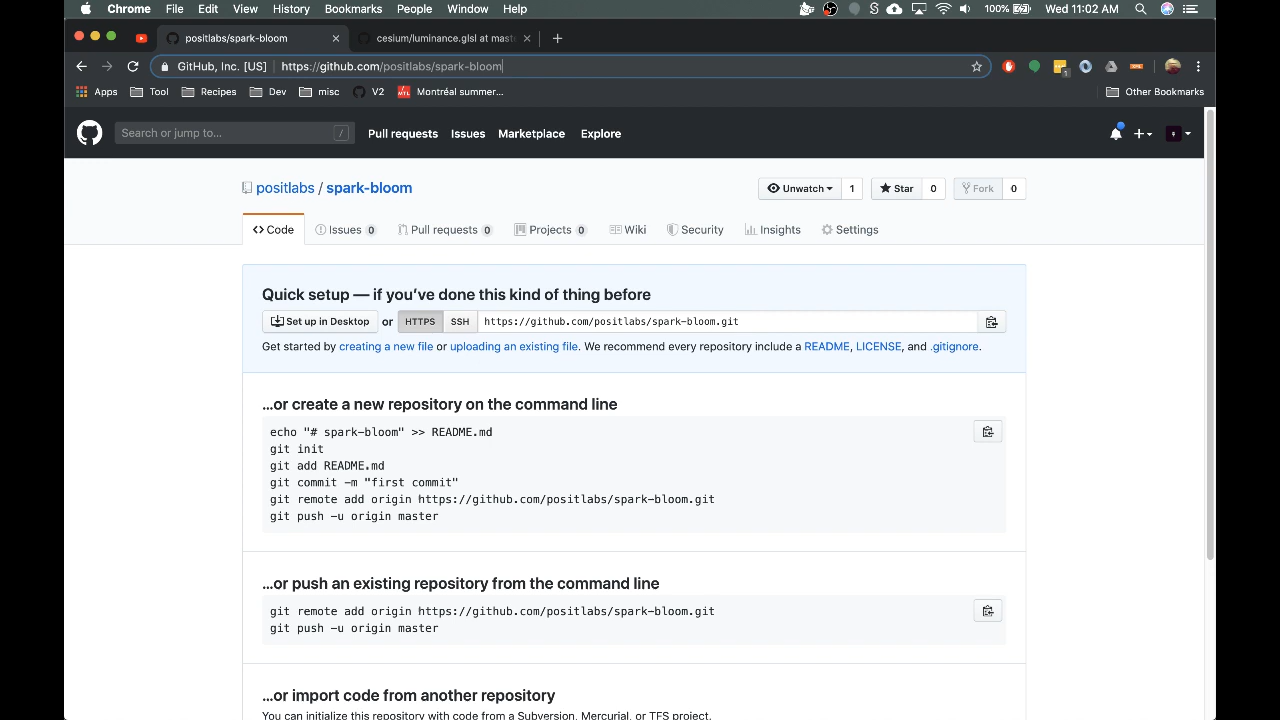 Chrome File Edit View History Bookmarks People Window Help 100% Wed 11:02 AM
positlabs/spark-bloom cesium/luminance.glsl at mast
GitHub, Inc. [US] | https://github.com/positlabs/spark-bloom
Apps Tool Recipes Dev misc V2 Montréal summer... Other Bookmarks
Search or jump to... / Pull requests Issues Marketplace Explore
positlabs / spark-bloom Unwatch 1 Star 0 Fork 0
Code Issues 0 Pull requests 0 Projects 0 Wiki Security Insights Settings
Quick setup — if you’ve done this kind of thing before
Set up in Desktop or HTTPS SSH https://github.com/positlabs/spark-bloom.git
Get started by creating a new file or uploading an existing file. We recommend every repository include a README, LICENSE, and .gitignore.
…or create a new repository on the command line
echo "# spark-bloom" >> README.md
git init
git add README.md
git commit -m "first commit"
git remote add origin https://github.com/positlabs/spark-bloom.git
git push -u origin master
…or push an existing repository from the command line
git remote add origin https://github.com/positlabs/spark-bloom.git
git push -u origin master
…or import code from another repository
You can initialize this repository with code from a Subversion, Mercurial, or TFS project.